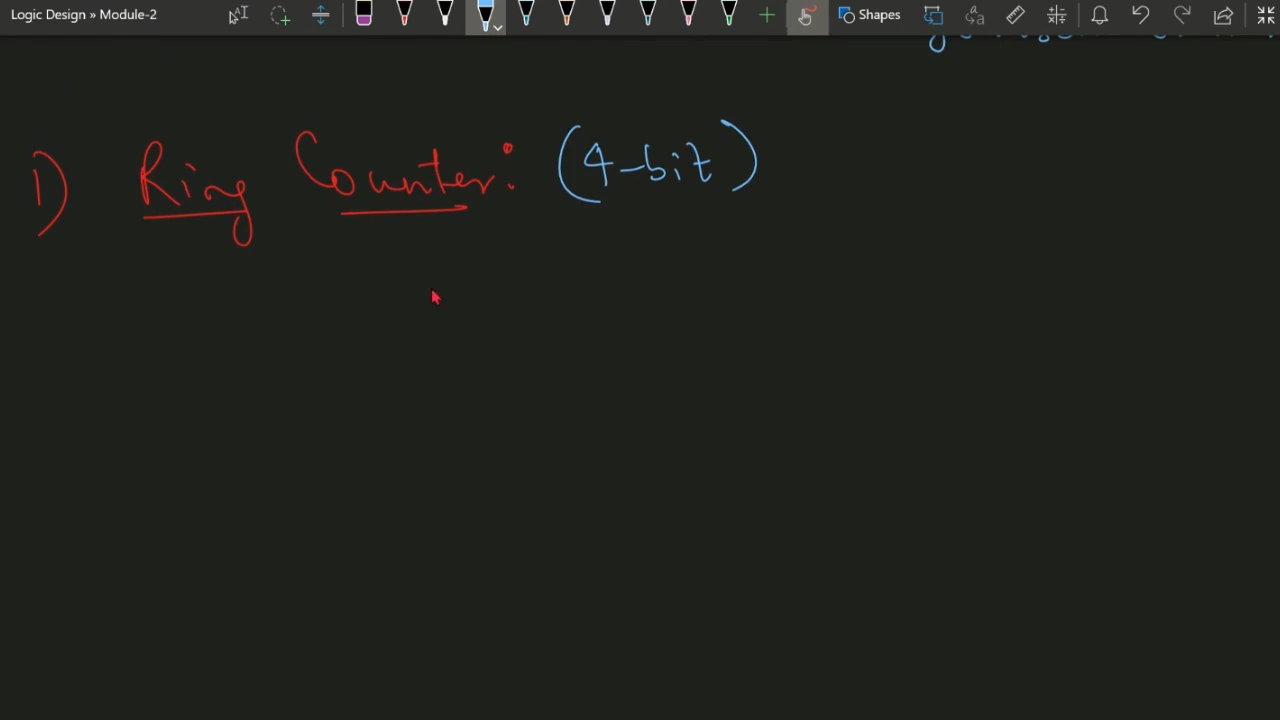 Logic Design » Module-2
Shapes
1) Ring Counter: (4-bit)